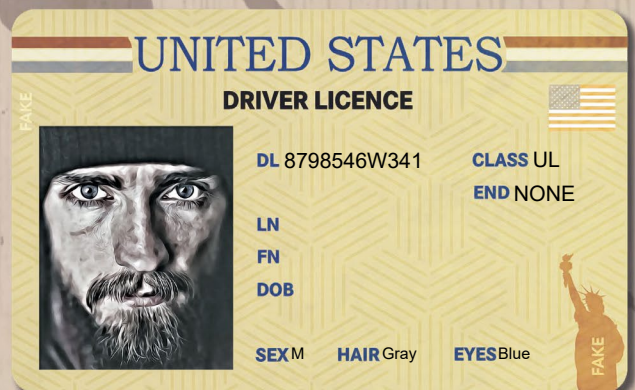 UNITED STATES
DRIVER LICENCE
FAKE
DL 8798546W341 CLASS UL
END NONE
LN
FN
DOB
SEX M HAIR Gray EYES Blue
FAKE